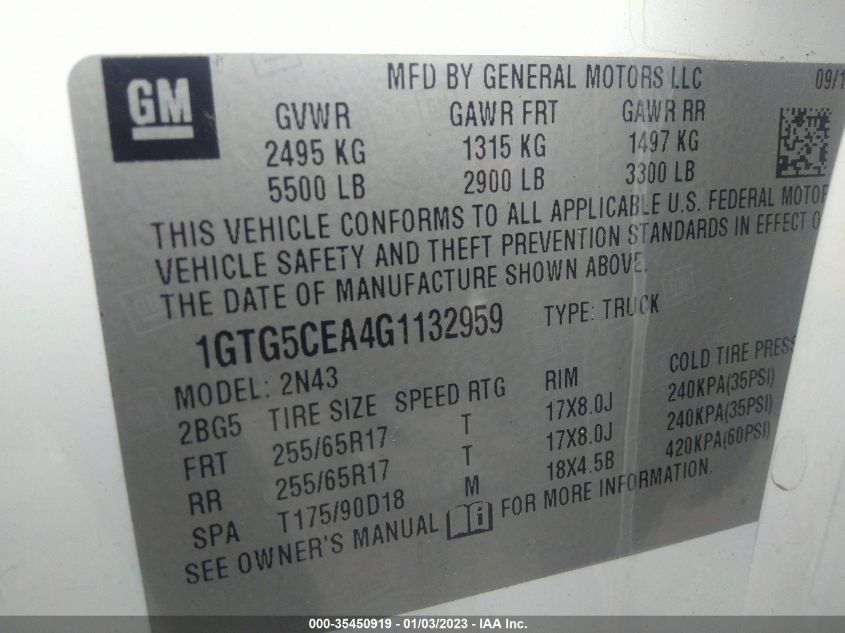 GM
MFD BY GENERAL MOTORS LLC 09/1
GVWR GAWR FRT GAWR RR
2495 KG 1315 KG 1497 KG
5500 LB 2900 LB 3300 LB
THIS VEHICLE CONFORMS TO ALL APPLICABLE U.S. FEDERAL MOTOR
VEHICLE SAFETY AND THEFT PREVENTION STANDARDS IN EFFECT O
THE DATE OF MANUFACTURE SHOWN ABOVE.
1GTG5CEA4G1132959 TYPE: TRUCK
MODEL: 2N43
2BG5 TIRE SIZE SPEED RTG RIM COLD TIRE PRESS
FRT 255/65R17 T 17X8.0J 240KPA(35PSI)
RR 255/65R17 T 17X8.0J 240KPA(35PSI)
SPA T175/90D18 M 18X4.5B 420KPA(60PSI)
SEE OWNER'S MANUAL FOR MORE INFORMATION.
000-35450919 - 01/03/2023 - IAA Inc.